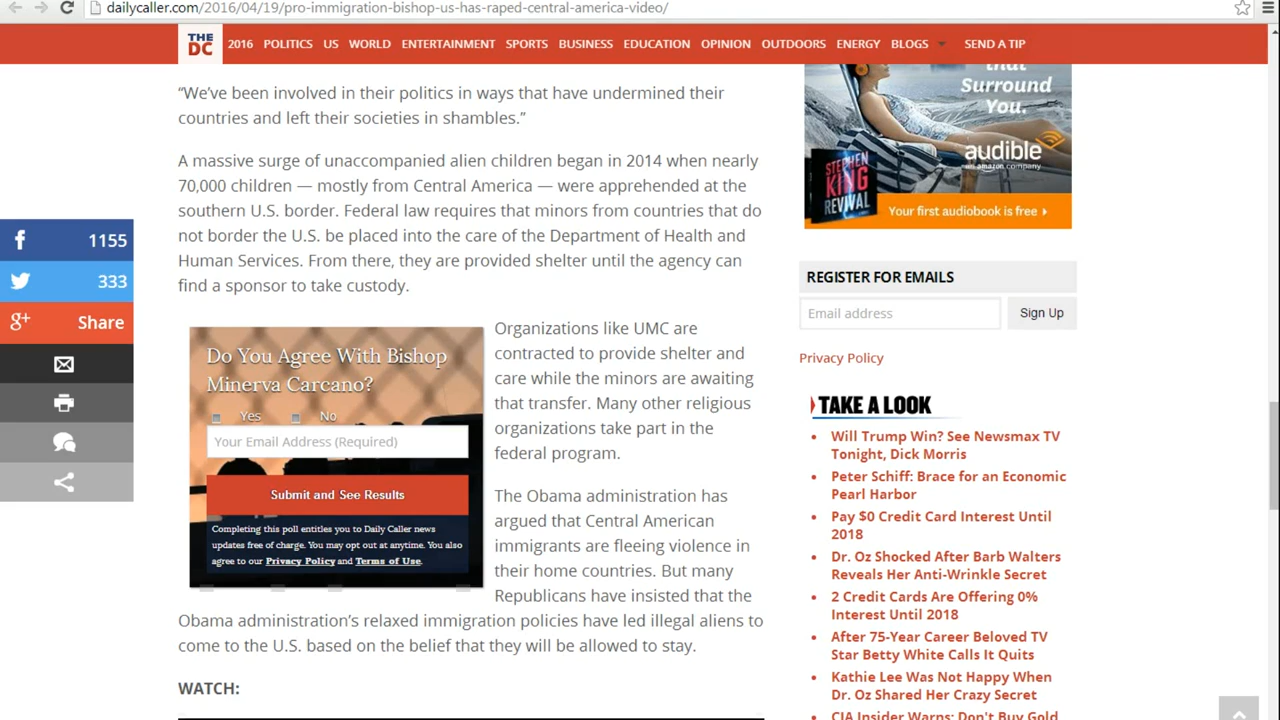 dailycaller.com/2016/04/19/pro-immigration-bishop-us-has-raped-central-america-video/
THE DC
2016 POLITICS US WORLD ENTERTAINMENT SPORTS BUSINESS EDUCATION OPINION OUTDOORS ENERGY BLOGS SEND A TIP
“We’ve been involved in their politics in ways that have undermined their
countries and left their societies in shambles.”
A massive surge of unaccompanied alien children began in 2014 when nearly
70,000 children — mostly from Central America — were apprehended at the
southern U.S. border. Federal law requires that minors from countries that do
not border the U.S. be placed into the care of the Department of Health and
Human Services. From there, they are provided shelter until the agency can
find a sponsor to take custody.
f 1155
333
g+ Share
Do You Agree With Bishop
Minerva Carcano?
Yes No
Your Email Address (Required)
Submit and See Results
Completing this poll entitles you to Daily Caller news
updates free of charge. You may opt out at anytime. You also
agree to our Privacy Policy and Terms of Use.
Organizations like UMC are
contracted to provide shelter and
care while the minors are awaiting
that transfer. Many other religious
organizations take part in the
federal program.
The Obama administration has
argued that Central American
immigrants are fleeing violence in
their home countries. But many
Republicans have insisted that the
Obama administration’s relaxed immigration policies have led illegal aliens to
come to the U.S. based on the belief that they will be allowed to stay.
WATCH:
that
Surround
You.
audible
an amazon company
STEPHEN
KING
REVIVAL
Your first audiobook is free
REGISTER FOR EMAILS
Email address Sign Up
Privacy Policy
TAKE A LOOK
• Will Trump Win? See Newsmax TV
Tonight, Dick Morris
• Peter Schiff: Brace for an Economic
Pearl Harbor
• Pay $0 Credit Card Interest Until
2018
• Dr. Oz Shocked After Barb Walters
Reveals Her Anti-Wrinkle Secret
• 2 Credit Cards Are Offering 0%
Interest Until 2018
• After 75-Year Career Beloved TV
Star Betty White Calls It Quits
• Kathie Lee Was Not Happy When
Dr. Oz Shared Her Crazy Secret
• CIA Insider Warns: Don't Buy Gold